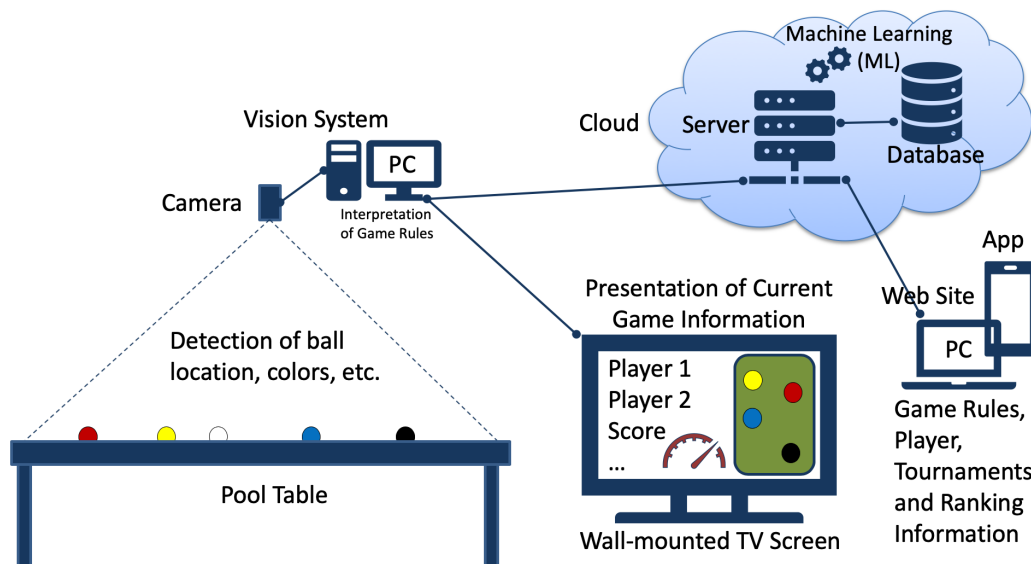 Machine Learning
(ML)
Vision System
Cloud
Server
Database
PC
Camera
Interpretation
of Game Rules
App
Web Site
PC
Presentation of Current
Game Information
Detection of ball
location, colors, etc.
Player 1
Player 2
Score
...
Game Rules,
Player,
Tournaments
and Ranking
Information
Pool Table
Wall-mounted TV Screen